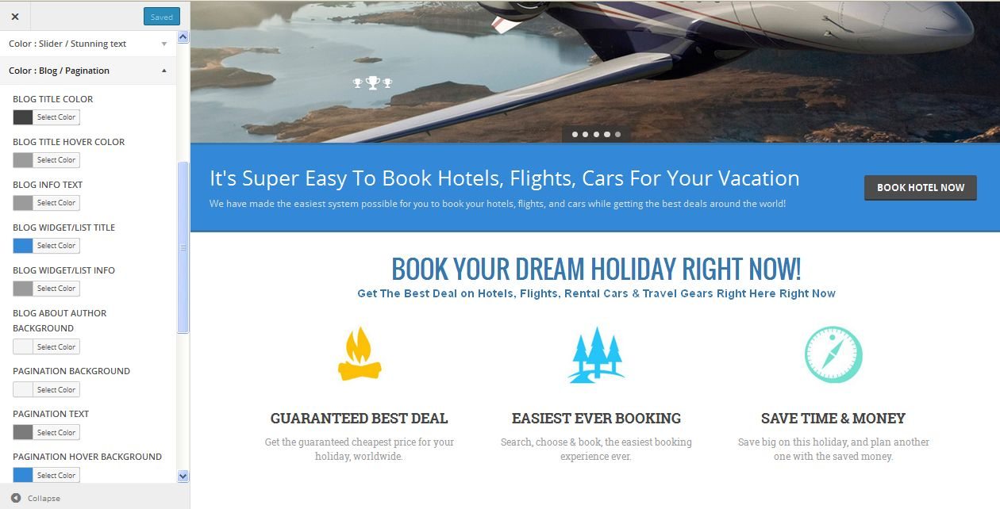 Saved
Color : Slider / Stunning text
Color : Blog / Pagination
BLOG TITLE COLOR
Select Color
BLOG TITLE HOVER COLOR
Select Color
BLOG INFO TEXT
Select Color
BLOG WIDGET/LIST TITLE
Select Color
BLOG WIDGET/LIST INFO
Select Color
BLOG ABOUT AUTHOR
BACKGROUND
Select Color
PAGINATION BACKGROUND
Select Color
PAGINATION TEXT
Select Color
PAGINATION HOVER BACKGROUND
Select Color
Collapse
It's Super Easy To Book Hotels, Flights, Cars For Your Vacation
We have made the easiest system possible for you to book your hotels, flights, and cars while getting the best deals around the world!
BOOK HOTEL NOW
BOOK YOUR DREAM HOLIDAY RIGHT NOW!
Get The Best Deal on Hotels, Flights, Rental Cars & Travel Gears Right Here Right Now
GUARANTEED BEST DEAL
Get the guaranteed cheapest price for your
holiday, worldwide.
EASIEST EVER BOOKING
Search, choose & book, the easiest booking
experience ever.
SAVE TIME & MONEY
Save big on this holiday, and plan another
one with the saved money.